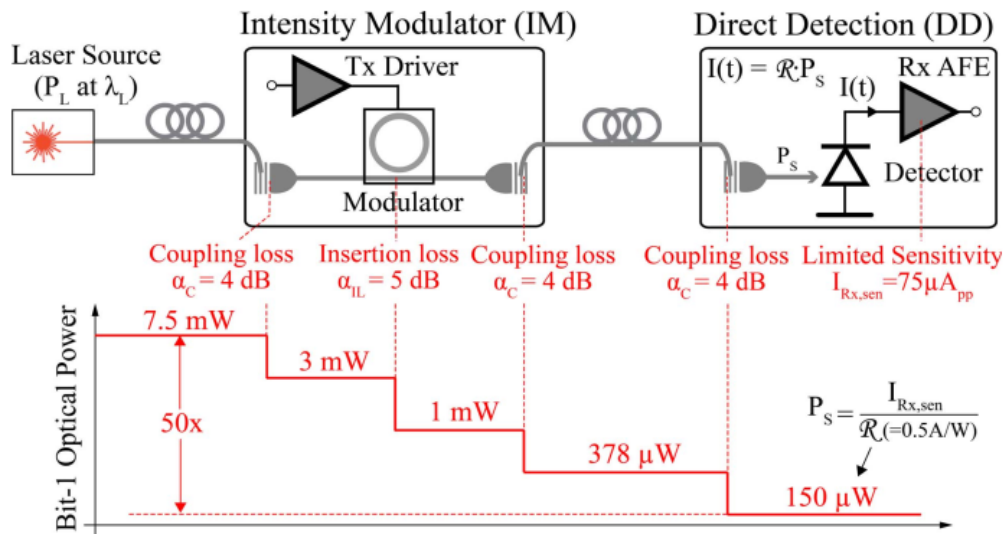 Intensity Modulator (IM)
Direct Detection (DD)
Laser Source
(P_L at λ_L)
Tx Driver
Modulator
I(t) = ℛ·P_S
Rx AFE
I(t)
P_S
Detector
Coupling loss
α_C = 4 dB
Insertion loss
α_IL = 5 dB
Coupling loss
α_C = 4 dB
Coupling loss
α_C = 4 dB
Limited Sensitivity
I_Rx,sen=75μA_pp
Bit-1 Optical Power
7.5 mW
3 mW
50x
1 mW
378 μW
150 μW
P_S = I_Rx,sen / ℛ (=0.5A/W)